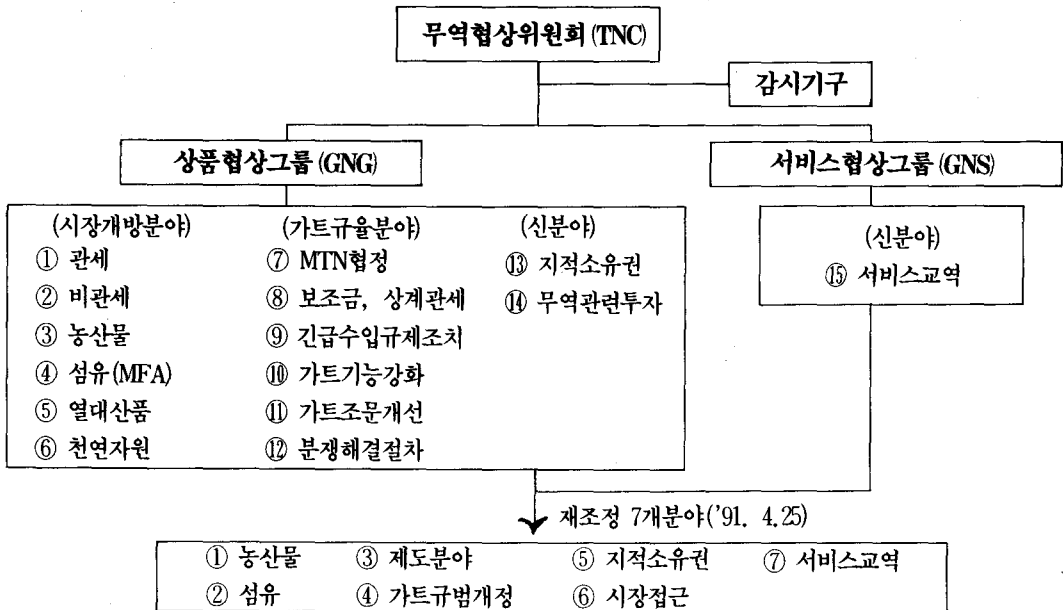 무역협상위원회(TNC)
감시기구
상품협상그룹(GNG)
서비스협상그룹(GNS)
(시장개방분야)
① 관세
② 비관세
③ 농산물
④ 섬유(MFA)
⑤ 열대산품
⑥ 천연자원
(가트규율분야)
⑦ MTN협정
⑧ 보조금, 상계관세
⑨ 긴급수입규제조치
⑩ 가트기능강화
⑪ 가트조문개선
⑫ 분쟁해결절차
(신분야)
⑬ 지적소유권
⑭ 무역관련투자
(신분야)
⑮ 서비스교역
재조정 7개분야('91. 4.25)
① 농산물 ③ 제도분야 ⑤ 지적소유권 ⑦ 서비스교역
② 섬유 ④ 가트규범개정 ⑥ 시장접근